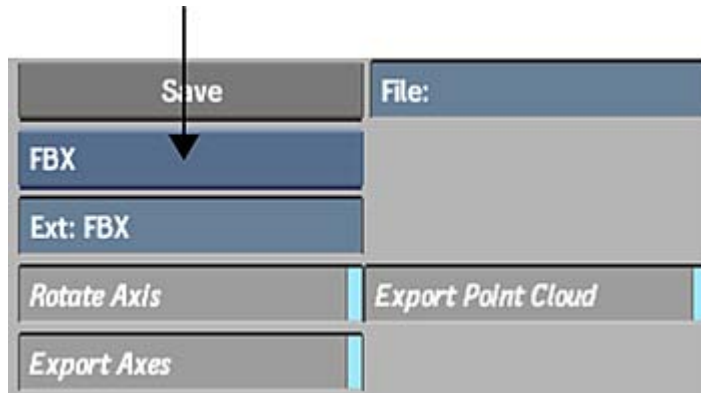 Save
File:
FBX
Ext: FBX
Rotate Axis
Export Point Cloud
Export Axes